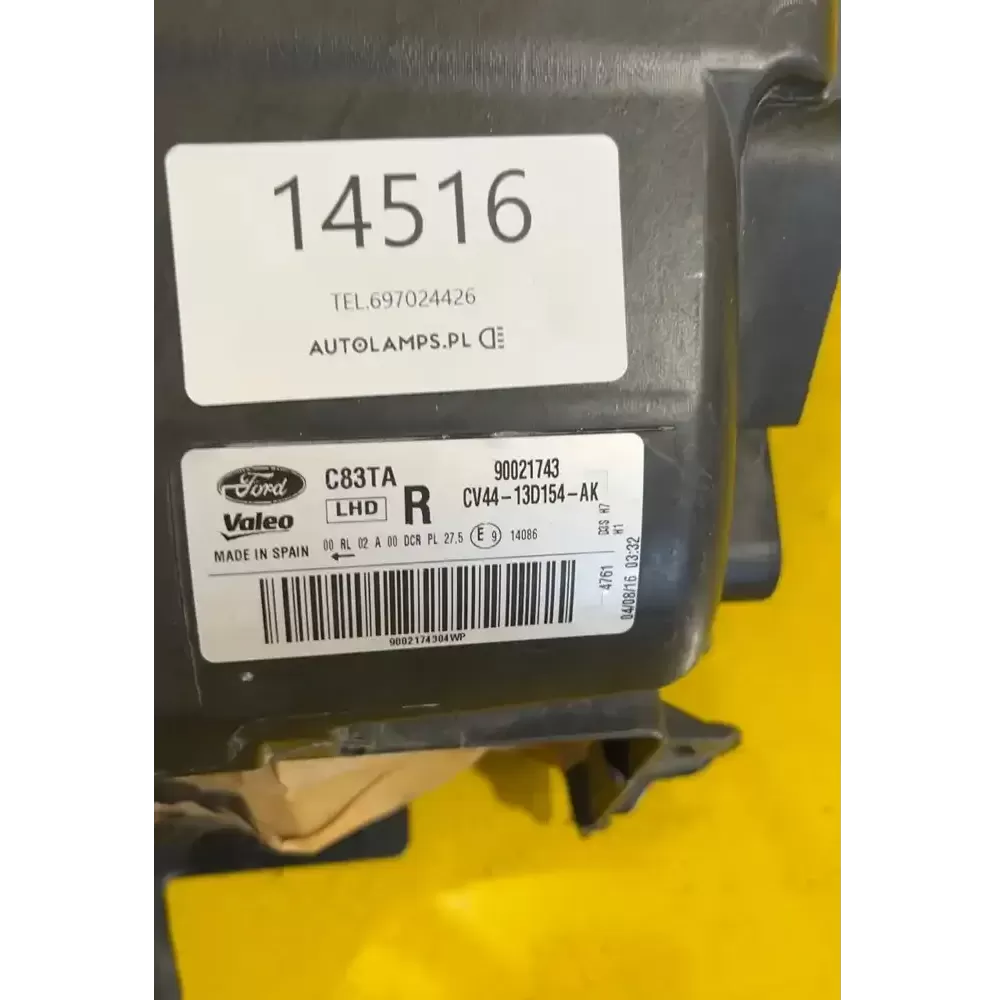 14516
TEL.697024426
AUTOLAMPS.PL
Ford
C83TA
90021743
LHD
R
CV44-13D154-AK
Valeo
MADE IN SPAIN
00 RL 02 A 00 DCR PL 27,5 E 9 14086
D3S H7
H1
4761
04/08/16 03:32
9002174304WP